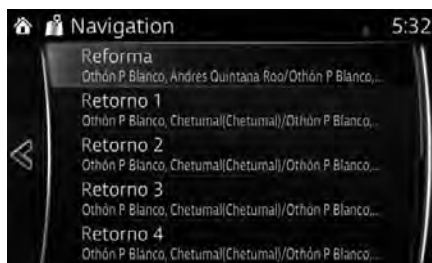 Navigation 5:32
Reforma
Othón P Blanco, Andres Quintana Roo/Othón P Blanco,...
Retorno 1
Othón P Blanco, Chetumal(Chetumal)/Othón P Blanco,...
Retorno 2
Othón P Blanco, Chetumal(Chetumal)/Othón P Blanco,...
Retorno 3
Othón P Blanco, Chetumal(Chetumal)/Othón P Blanco,...
Retorno 4
Othón P Blanco, Chetumal(Chetumal)/Othón P Blanco,...